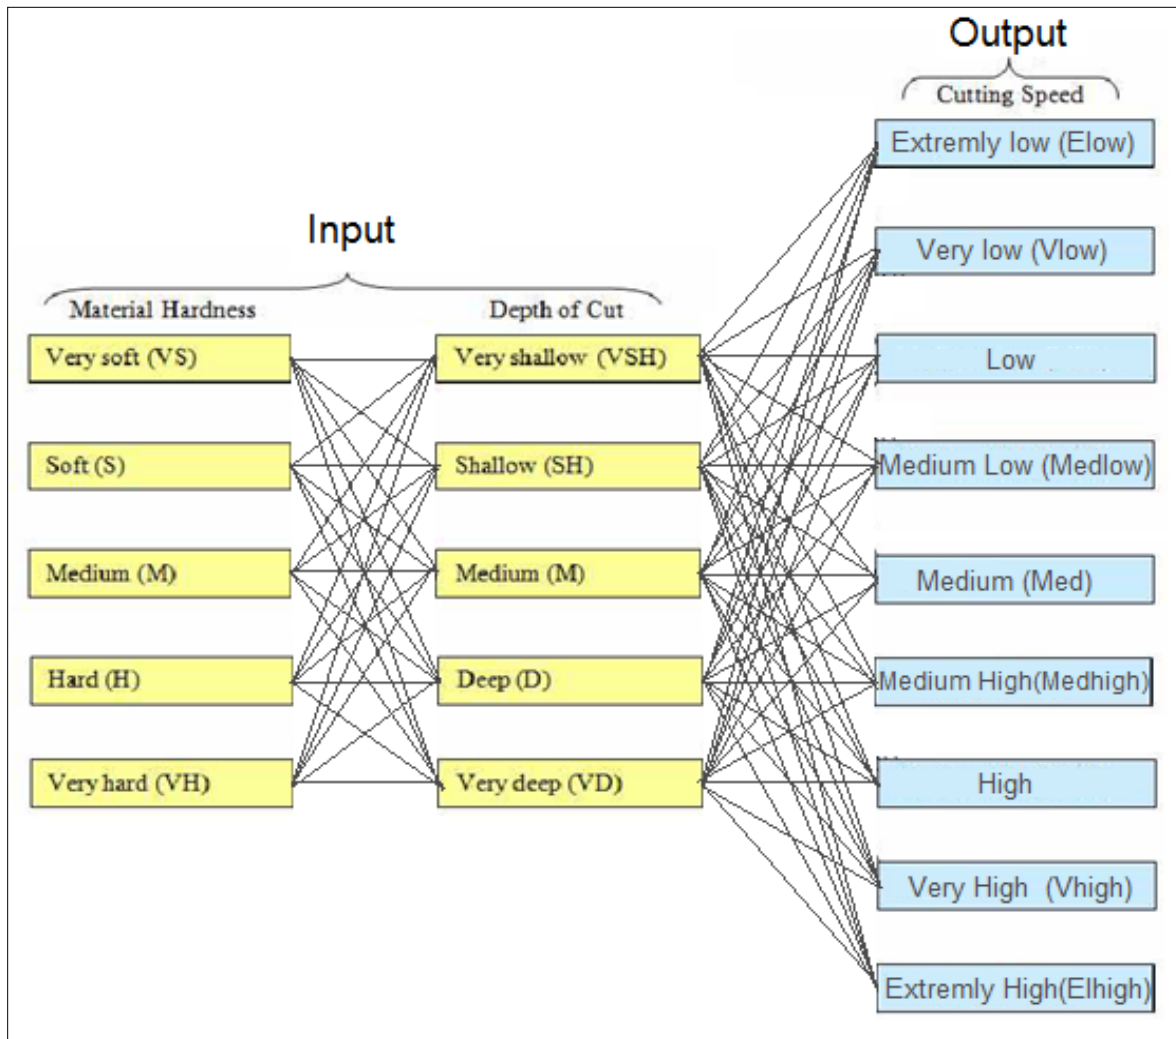 Output
Cutting Speed
Extremly low (Elow)
Very low (Vlow)
Input
Material Hardness
Depth of Cut
Very soft (VS)
Very shallow (VSH)
Low
Soft (S)
Shallow (SH)
Medium Low (Medlow)
Medium (M)
Medium (M)
Medium (Med)
Hard (H)
Deep (D)
Medium High(Medhigh)
Very hard (VH)
Very deep (VD)
High
Very High (Vhigh)
Extremly High(Elhigh)